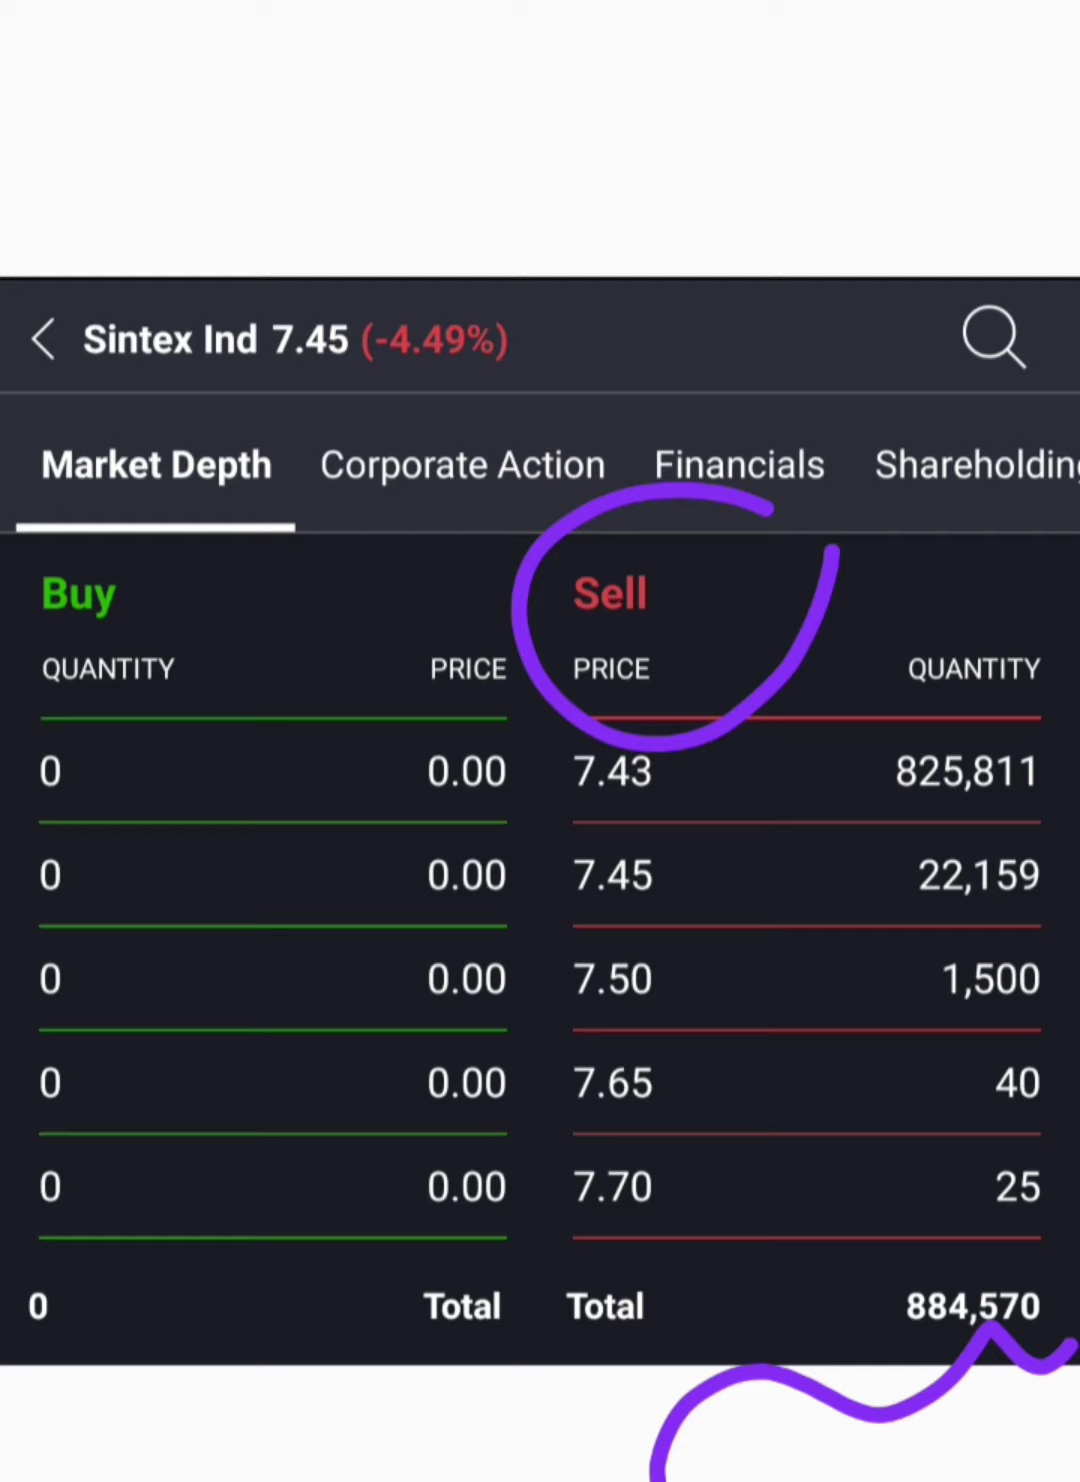 Sintex Ind 7.45 (-4.49%)
Market Depth Corporate Action Financials Shareholding
Buy Sell
QUANTITY PRICE PRICE QUANTITY
0 0.00 7.43 825,811
0 0.00 7.45 22,159
0 0.00 7.50 1,500
0 0.00 7.65 40
0 0.00 7.70 25
0 Total Total 884,570